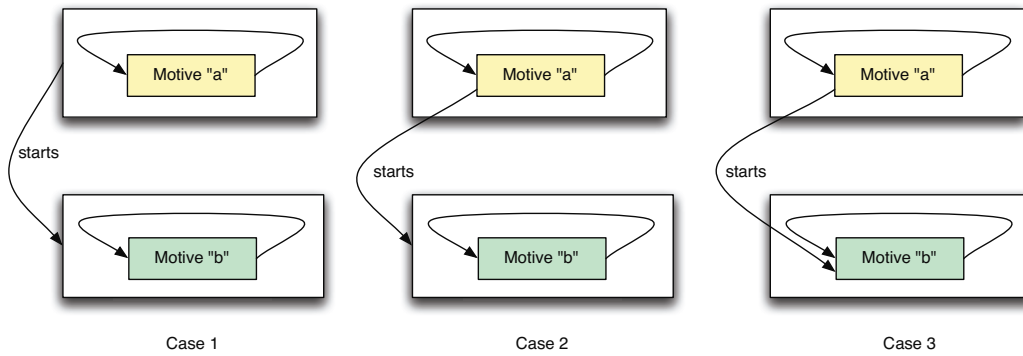 Motive "a"
Motive "a"
Motive "a"
starts
starts
starts
Motive "b"
Motive "b"
Motive "b"
Case 1
Case 2
Case 3